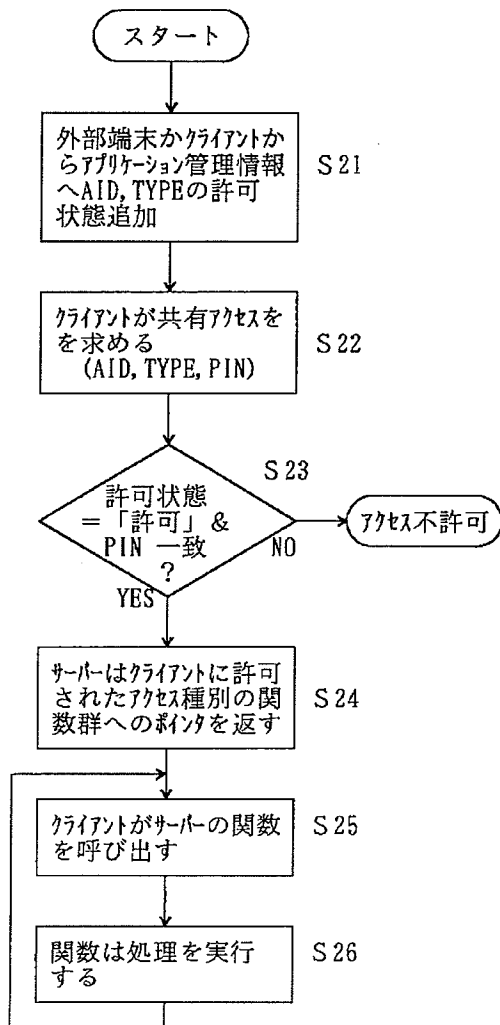 スタート
外部端末かクライアントか
らアプリケーション管理情報
へAID,TYPEの許可
状態追加
S21
クライアントが共有アクセスを
を求める
(AID,TYPE,PIN)
S22
S23
許可状態
=「許可」&
PIN 一致
?
NO
YES
アクセス不許可
サーバーはクライアントに許可
されたアクセス種別の関
数群へのポインタを返す
S24
クライアントがサーバーの関数
を呼び出す
S25
関数は処理を実行
する
S26